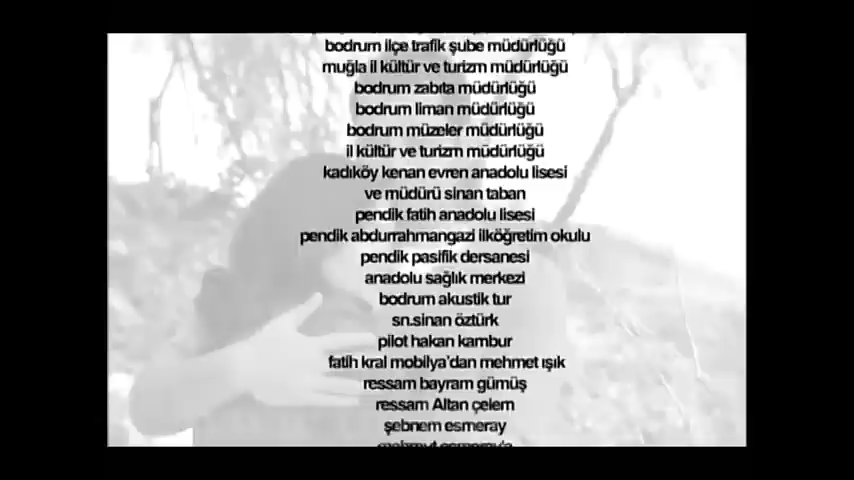 bodrum ilçe trafik şube müdürlüğü
muğla il kültür ve turizm müdürlüğü
bodrum zabıta müdürlüğü
bodrum liman müdürlüğü
bodrum müzeler müdürlüğü
il kültür ve turizm müdürlüğü
kadıköy kenan evren anadolu lisesi
ve müdürü sinan taban
pendik fatih anadolu lisesi
pendik abdurrahmangazi ilköğretim okulu
pendik pasifik dersanesi
anadolu sağlık merkezi
bodrum akustik tur
sn.sinan öztürk
pilot hakan kambur
fatih kral mobilya'dan mehmet ışık
ressam bayram gümüş
ressam Altan çelem
şebnem esmeray